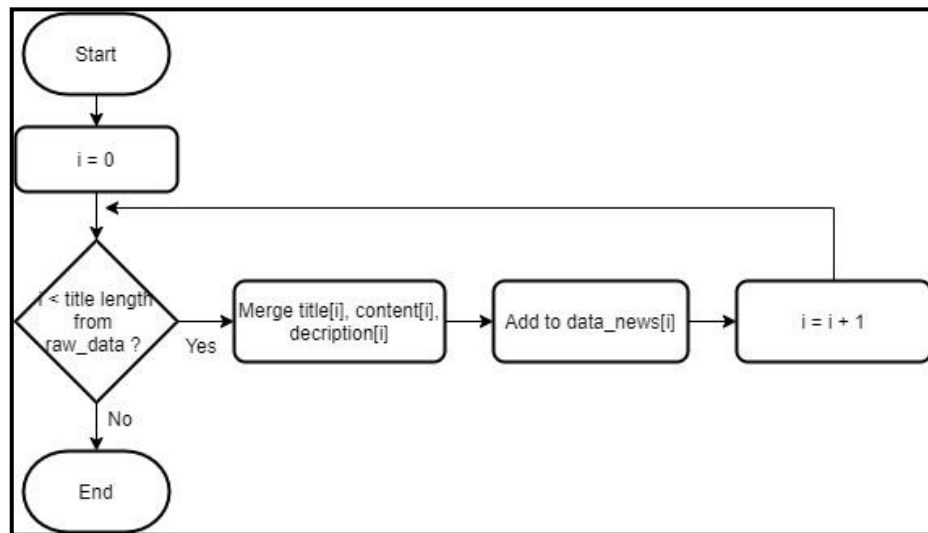 Start
i = 0
i < title length
from
raw_data ?
Yes
Merge title[i], content[i],
decription[i]
Add to data_news[i]
i = i + 1
No
End